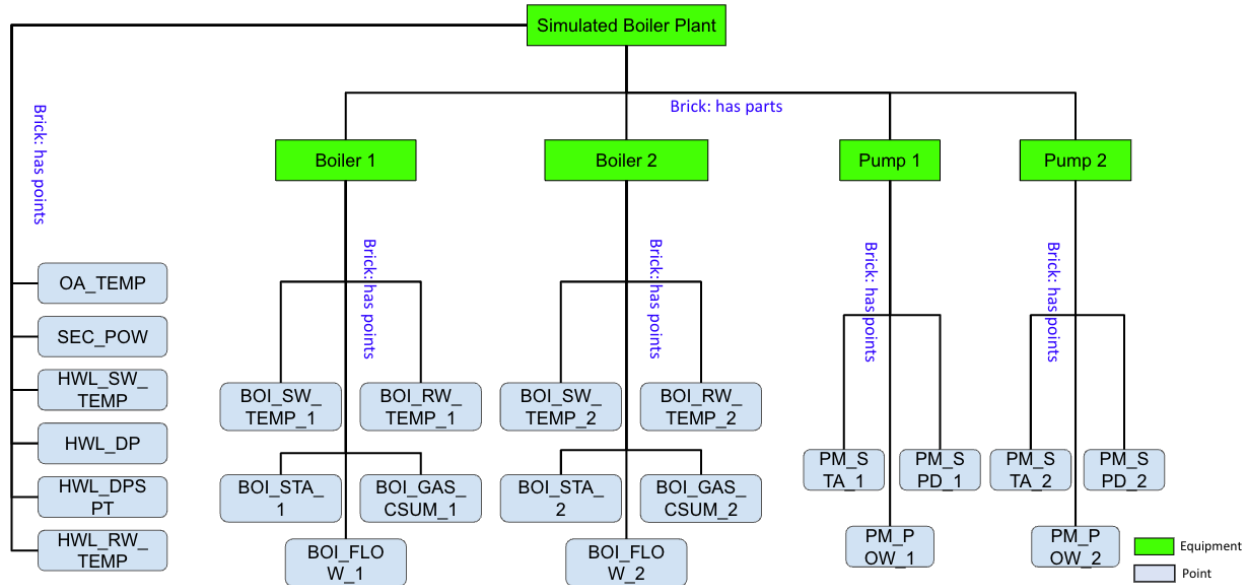 Simulated Boiler Plant
Brick: has points
Brick: has parts
Boiler 1
Boiler 2
Pump 1
Pump 2
Brick: has points
Brick: has points
Brick: has points
Brick: has points
OA_TEMP
SEC_POW
HWL_SW_
TEMP
HWL_DP
HWL_DPS
PT
HWL_RW_
TEMP
BOI_SW_
TEMP_1
BOI_RW_
TEMP_1
BOI_STA_
1
BOI_GAS_
CSUM_1
BOI_FLO
W_1
BOI_SW_
TEMP_2
BOI_RW_
TEMP_2
BOI_STA_
2
BOI_GAS_
CSUM_2
BOI_FLO
W_2
PM_S
TA_1
PM_S
PD_1
PM_P
OW_1
PM_S
TA_2
PM_S
PD_2
PM_P
OW_2
Equipment
Point